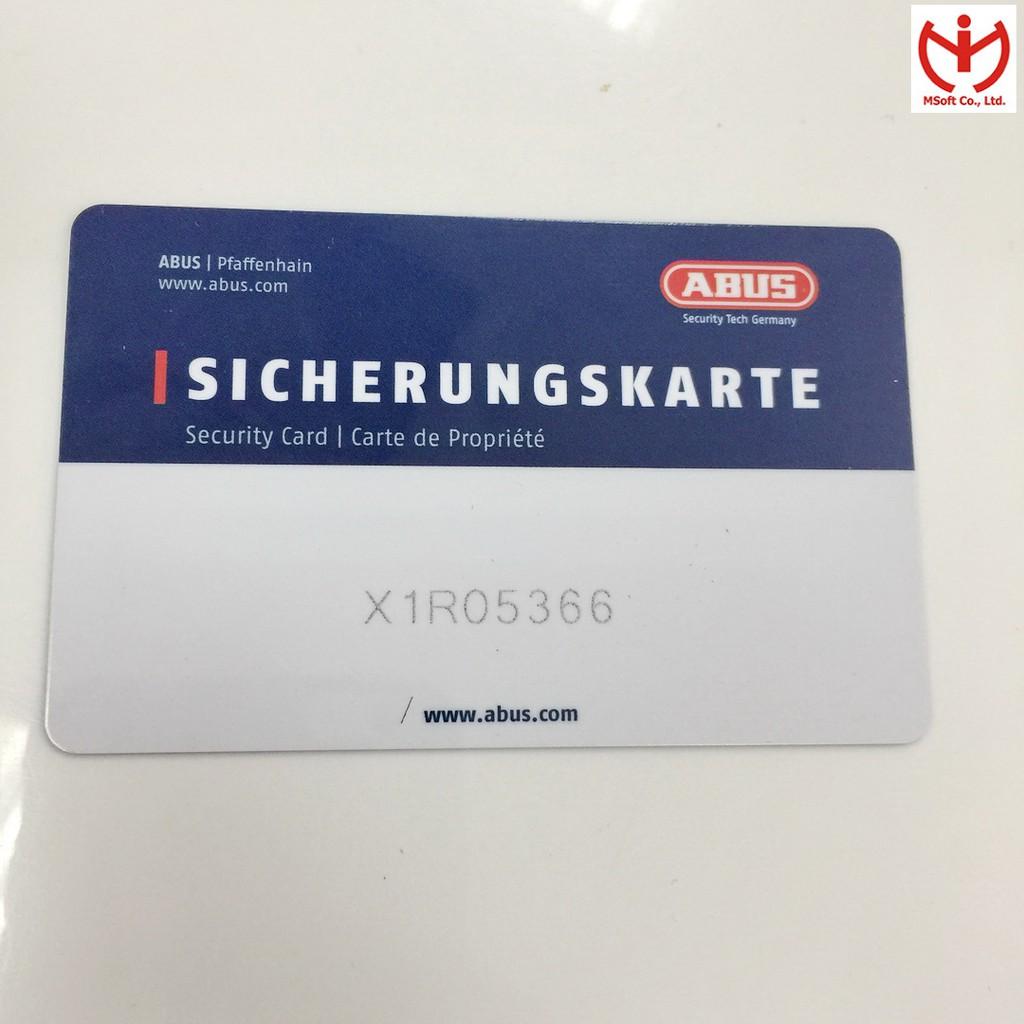 MSoft Co., Ltd.
ABUS | Pfaffenhain
www.abus.com
ABUS
Security Tech Germany
SICHERUNGSKARTE
Security Card | Carte de Propriété
X1R05366
/ www.abus.com